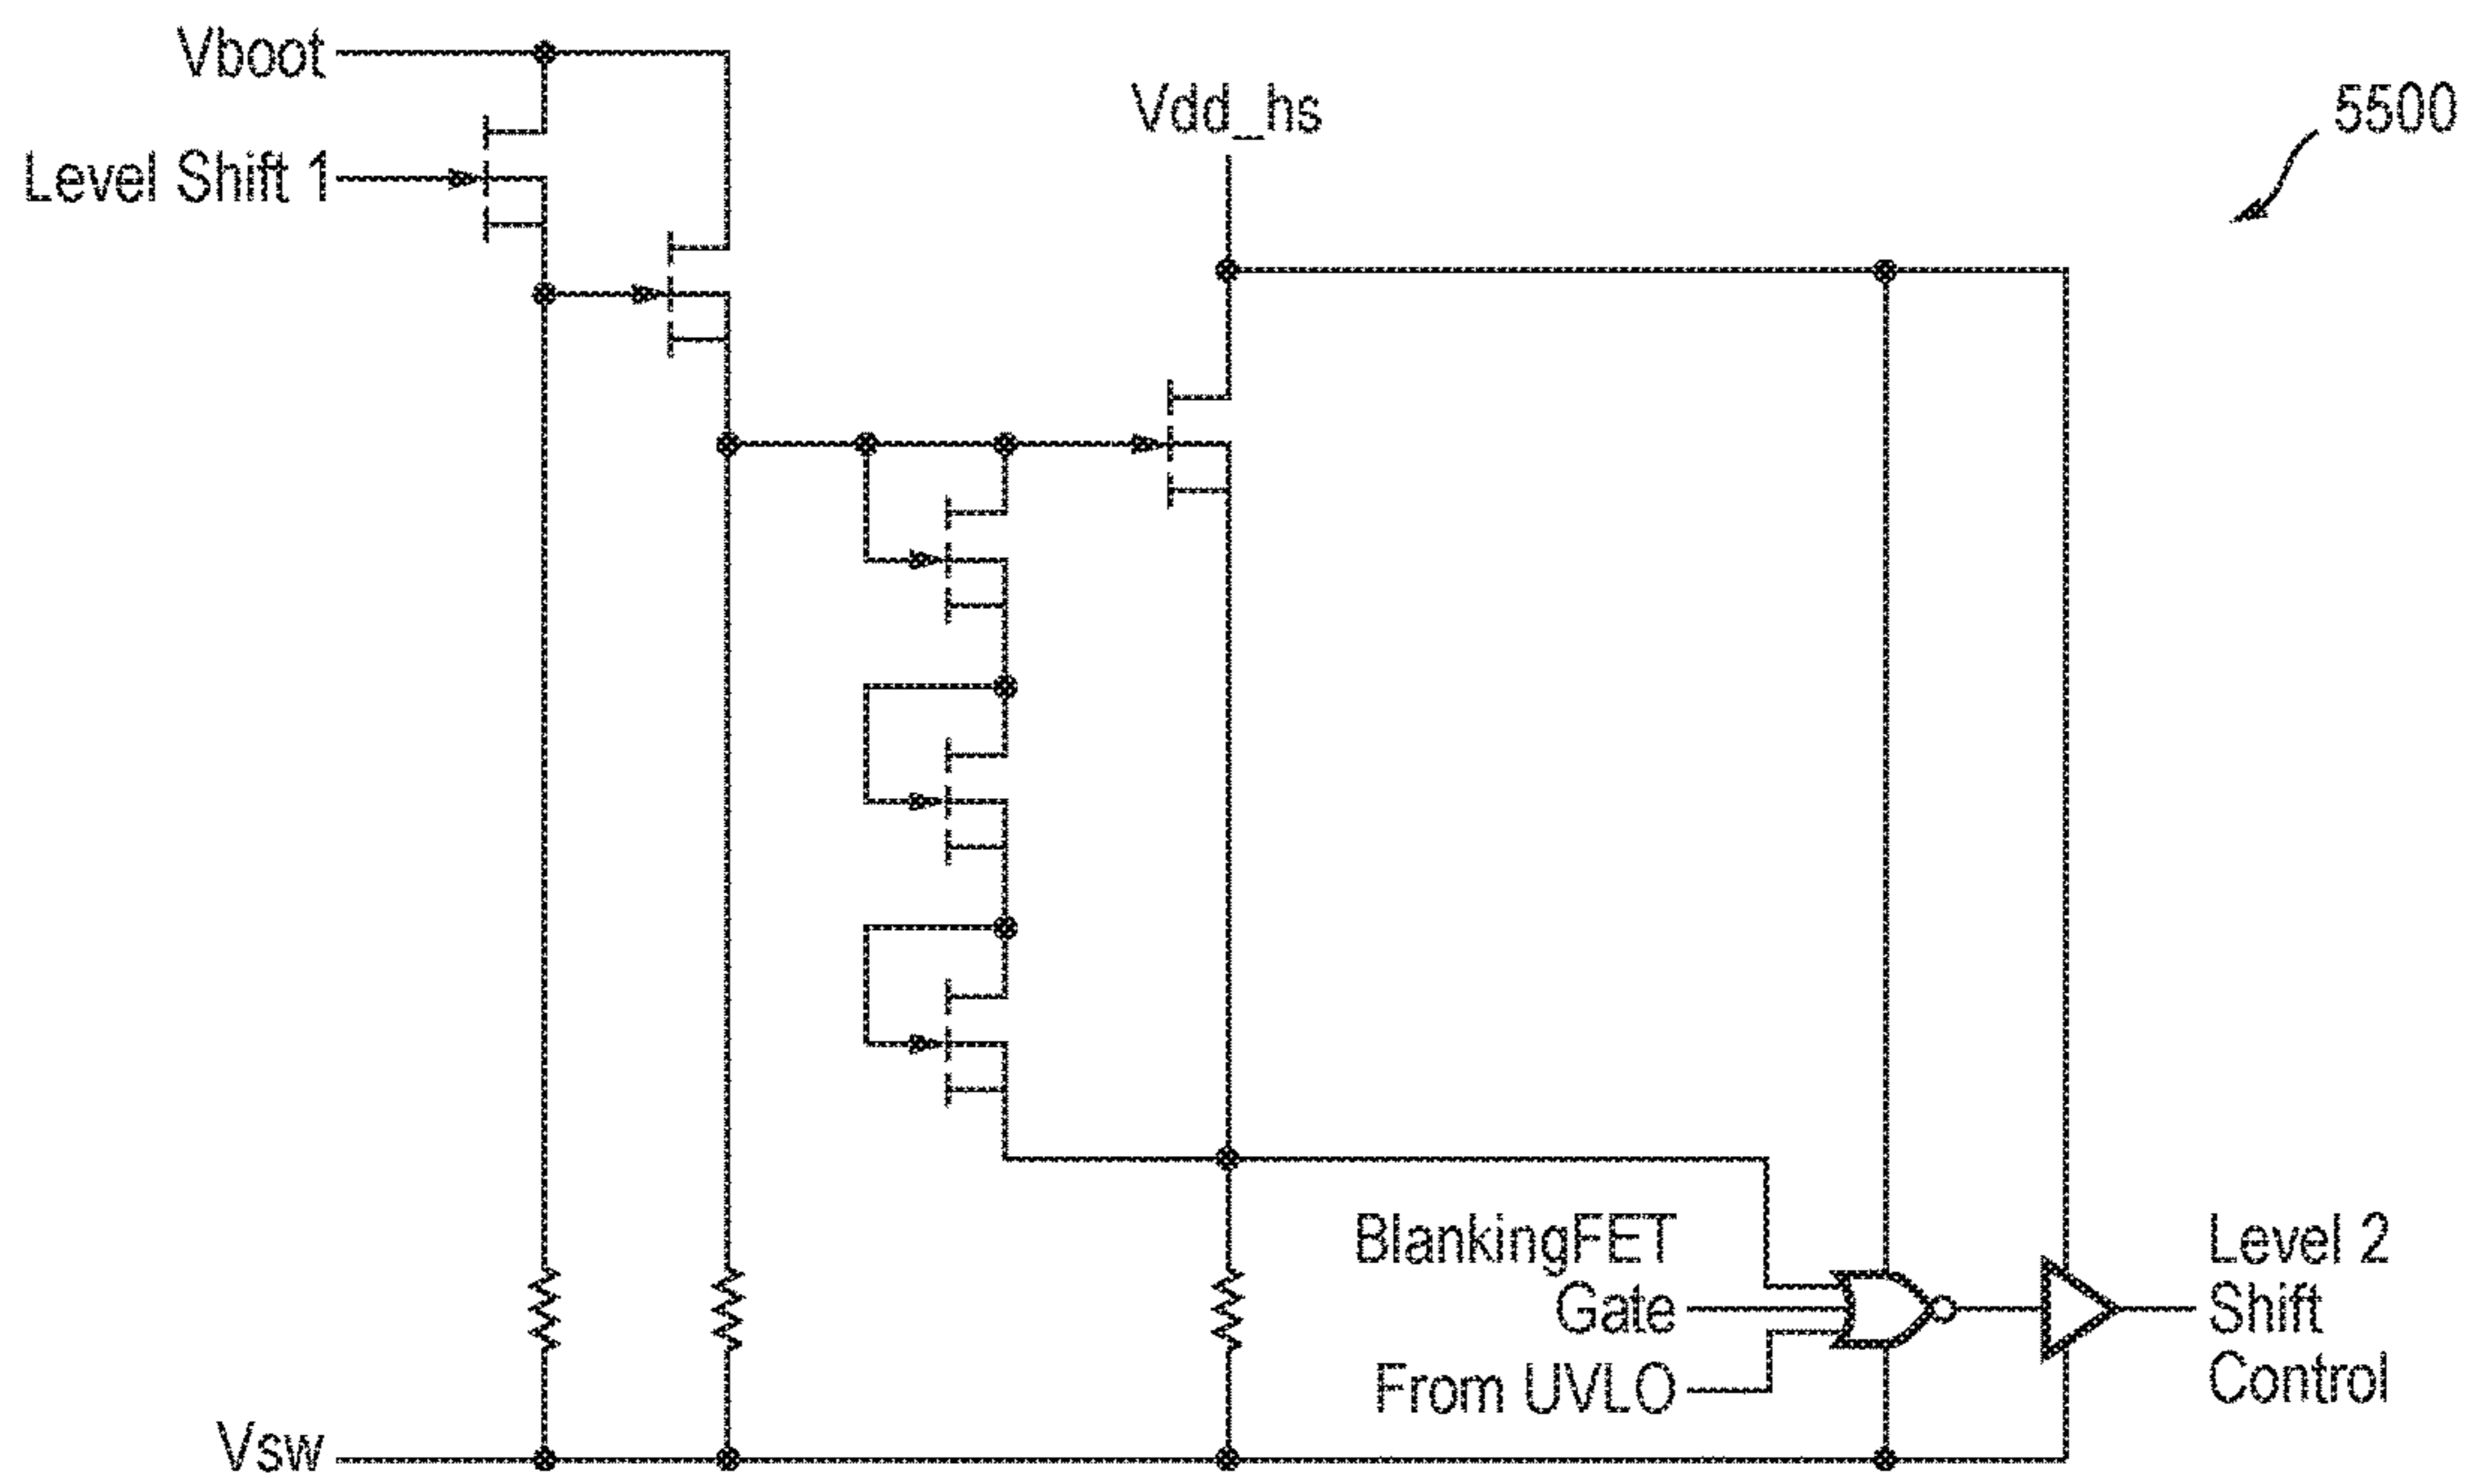 Vboot
Level Shift 1
Vdd_hs
5500
BlankingFET
Gate
From UVLO
Level 2
Shift
Control
Vsw